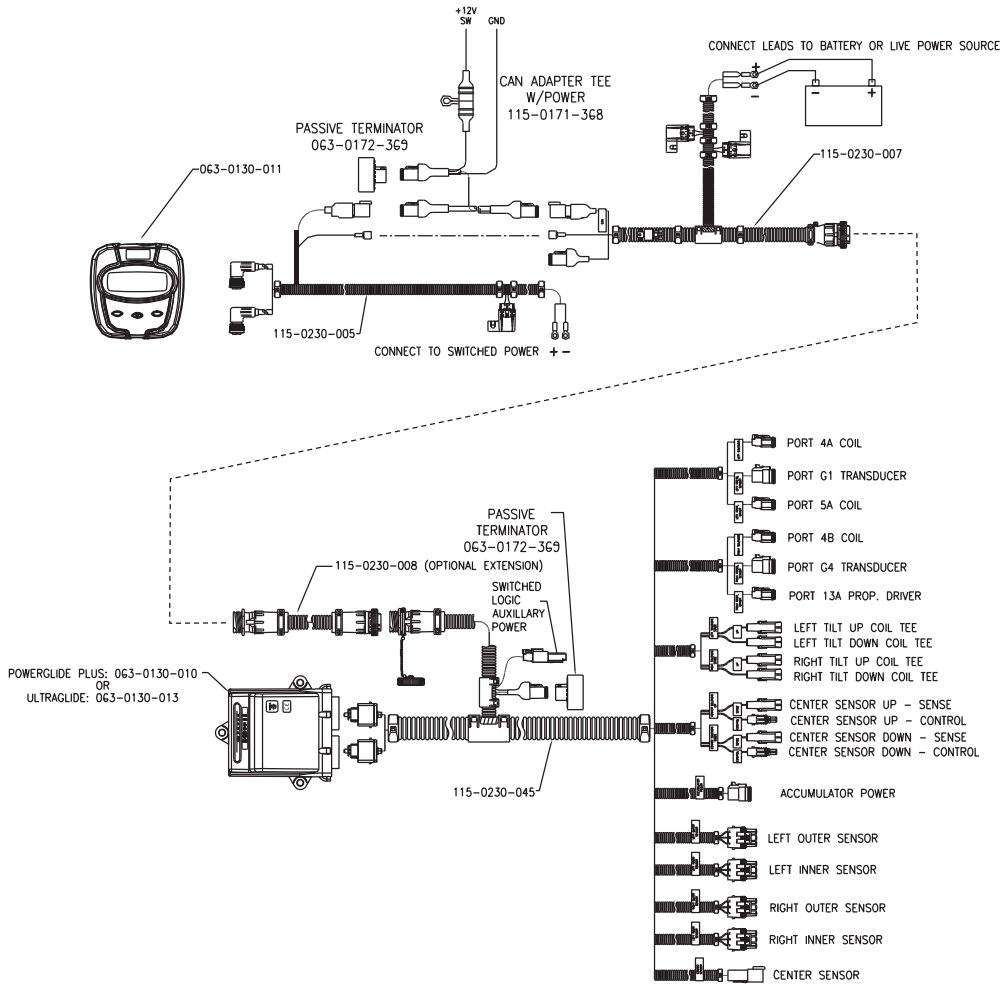 +12V
SW GND
CONNECT LEADS TO BATTERY OR LIVE POWER SOURCE
+
-
- +
CAN ADAPTER TEE
W/POWER
115-0171-368
PASSIVE TERMINATOR
063-0172-369
063-0130-011
115-0230-007
115-0230-005
CONNECT TO SWITCHED POWER + -
PORT 4A COIL
PORT G1 TRANSDUCER
PORT 5A COIL
PORT 4B COIL
PORT G4 TRANSDUCER
PORT 13A PROP. DRIVER
PASSIVE
TERMINATOR
063-0172-369
115-0230-008 (OPTIONAL EXTENSION)
SWITCHED
LOGIC
AUXILLARY
POWER
LEFT TILT UP COIL TEE
LEFT TILT DOWN COIL TEE
RIGHT TILT UP COIL TEE
RIGHT TILT DOWN COIL TEE
POWERGLIDE PLUS: 063-0130-010
OR
ULTRAGLIDE: 063-0130-013
CENTER SENSOR UP - SENSE
CENTER SENSOR UP - CONTROL
CENTER SENSOR DOWN - SENSE
CENTER SENSOR DOWN - CONTROL
115-0230-045
ACCUMULATOR POWER
LEFT OUTER SENSOR
LEFT INNER SENSOR
RIGHT OUTER SENSOR
RIGHT INNER SENSOR
CENTER SENSOR